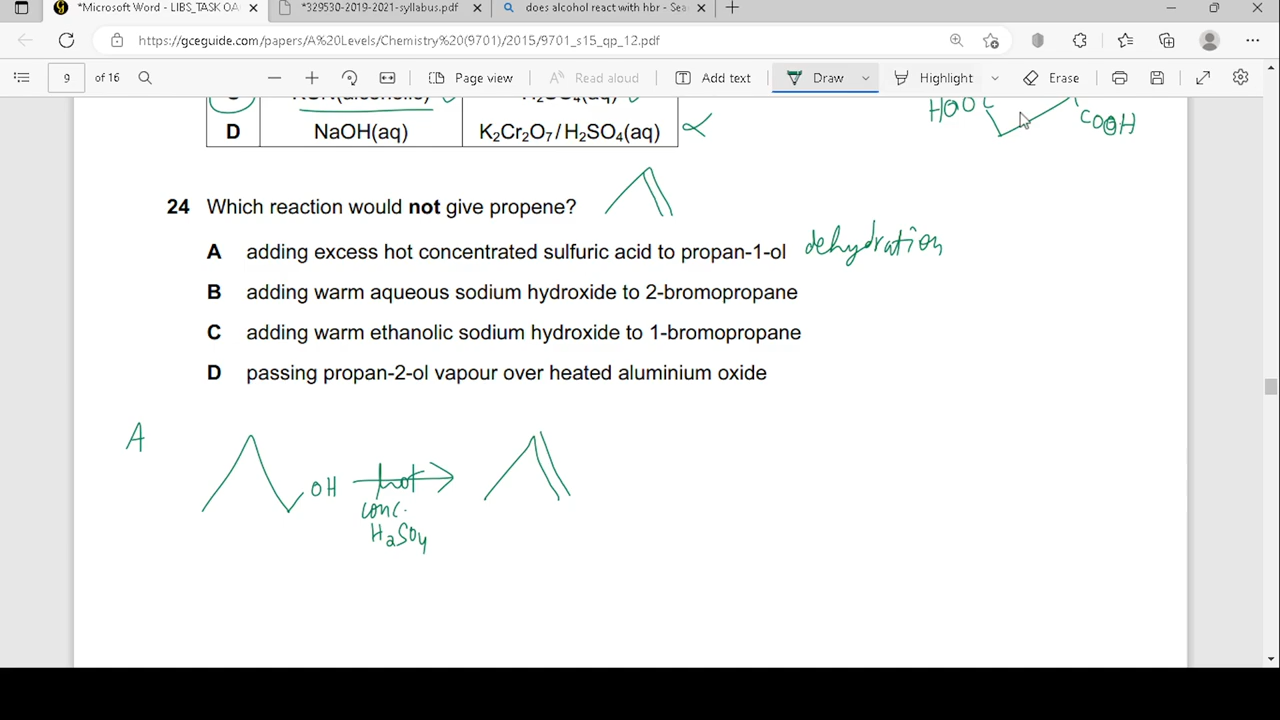 *Microsoft Word - LIBS_TASK OA
*329530-2019-2021-syllabus.pdf
does alcohol react with hbr - Sea
https://gceguide.com/papers/A%20Levels/Chemistry%20(9701)/2015/9701_s15_qp_12.pdf
9 of 16
Page view
Read aloud
Add text
Draw
Highlight
Erase
HOOC
COOH
D NaOH(aq) K2Cr2O7/H2SO4(aq)
24 Which reaction would not give propene?
A adding excess hot concentrated sulfuric acid to propan-1-ol dehydration
B adding warm aqueous sodium hydroxide to 2-bromopropane
C adding warm ethanolic sodium hydroxide to 1-bromopropane
D passing propan-2-ol vapour over heated aluminium oxide
A
OH hot
conc.
H2SO4